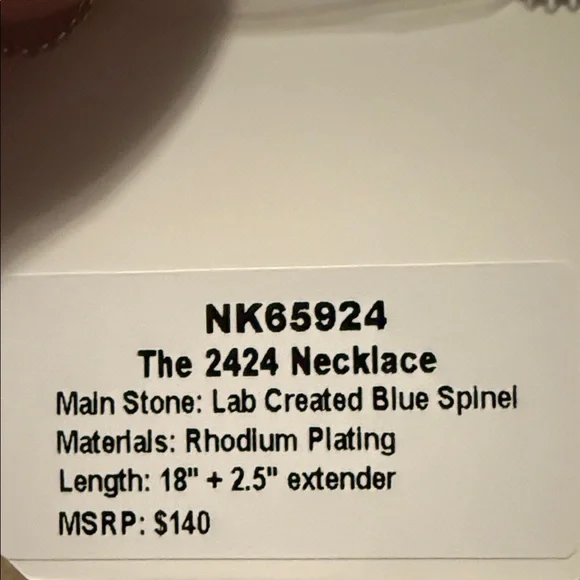 NK65924
The 2424 Necklace
Main Stone: Lab Created Blue Spinel
Materials: Rhodium Plating
Length: 18" + 2.5" extender
MSRP: $140